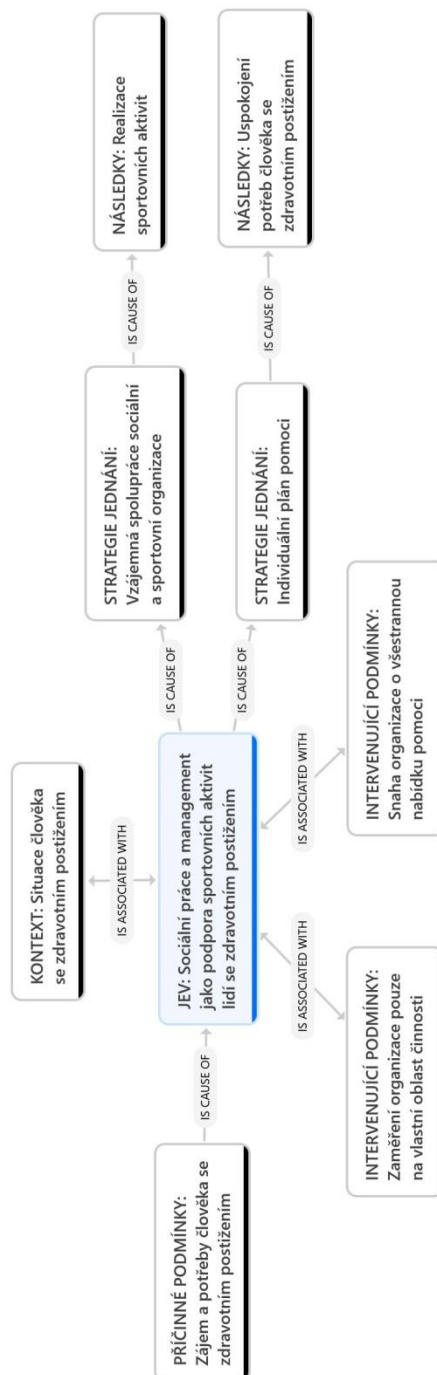 PŘÍČINNÉ PODMÍNKY:
Zájem a potřeby člověka se
zdravotním postižením
IS CAUSE OF
KONTEXT: Situace člověka
se zdravotním postižením
IS ASSOCIATED WITH
JEV: Sociální práce a management
jako podpora sportovních aktivit
lidí se zdravotním postižením
IS ASSOCIATED WITH
INTERVENUJÍCÍ PODMÍNKY:
Zaměření organizace pouze
na vlastní oblast činnosti
IS ASSOCIATED WITH
INTERVENUJÍCÍ PODMÍNKY:
Snaha organizace o všestrannou
nabídku pomoci
IS CAUSE OF
STRATEGIE JEDNÁNÍ:
Vzájemná spolupráce sociální
a sportovní organizace
IS CAUSE OF
NÁSLEDKY: Realizace
sportovních aktivit
IS CAUSE OF
STRATEGIE JEDNÁNÍ:
Individuální plán pomoci
IS CAUSE OF
NÁSLEDKY: Uspokojení
potřeb člověka se
zdravotním postižením